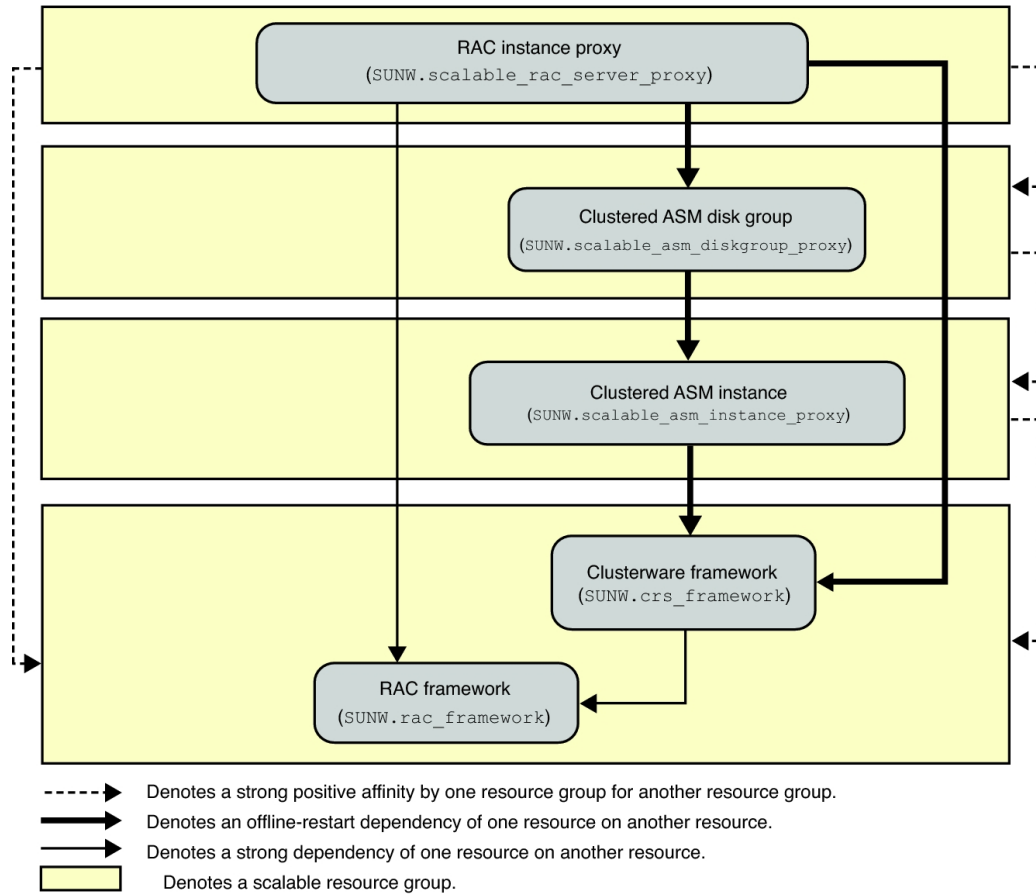 RAC instance proxy
(SUNW.scalable_rac_server_proxy)
Clustered ASM disk group
(SUNW.scalable_asm_diskgroup_proxy)
Clustered ASM instance
(SUNW.scalable_asm_instance_proxy)
Clusterware framework
(SUNW.crs_framework)
RAC framework
(SUNW.rac_framework)
Denotes a strong positive affinity by one resource group for another resource group.
Denotes an offline-restart dependency of one resource on another resource.
Denotes a strong dependency of one resource on another resource.
Denotes a scalable resource group.